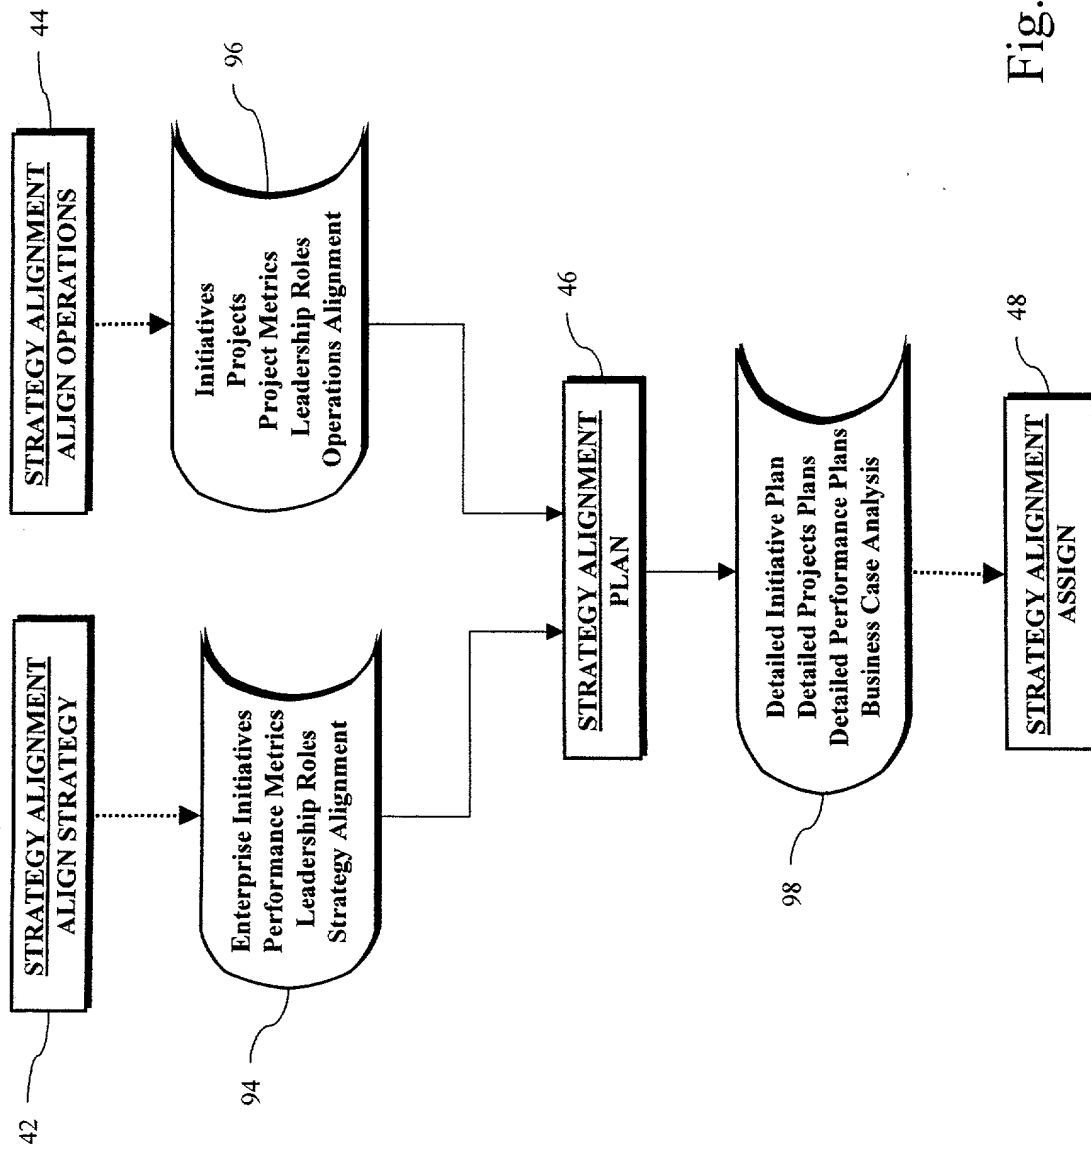 42
STRATEGY ALIGNMENT
ALIGN STRATEGY
STRATEGY ALIGNMENT
ALIGN OPERATIONS
44
94
Enterprise Initiatives
Performance Metrics
Leadership Roles
Strategy Alignment
Initiatives
Projects
Project Metrics
Leadership Roles
Operations Alignment
96
STRATEGY ALIGNMENT
PLAN
46
98
Detailed Initiative Plan
Detailed Projects Plans
Detailed Performance Plans
Business Case Analysis
STRATEGY ALIGNMENT
ASSIGN
48
Fig.